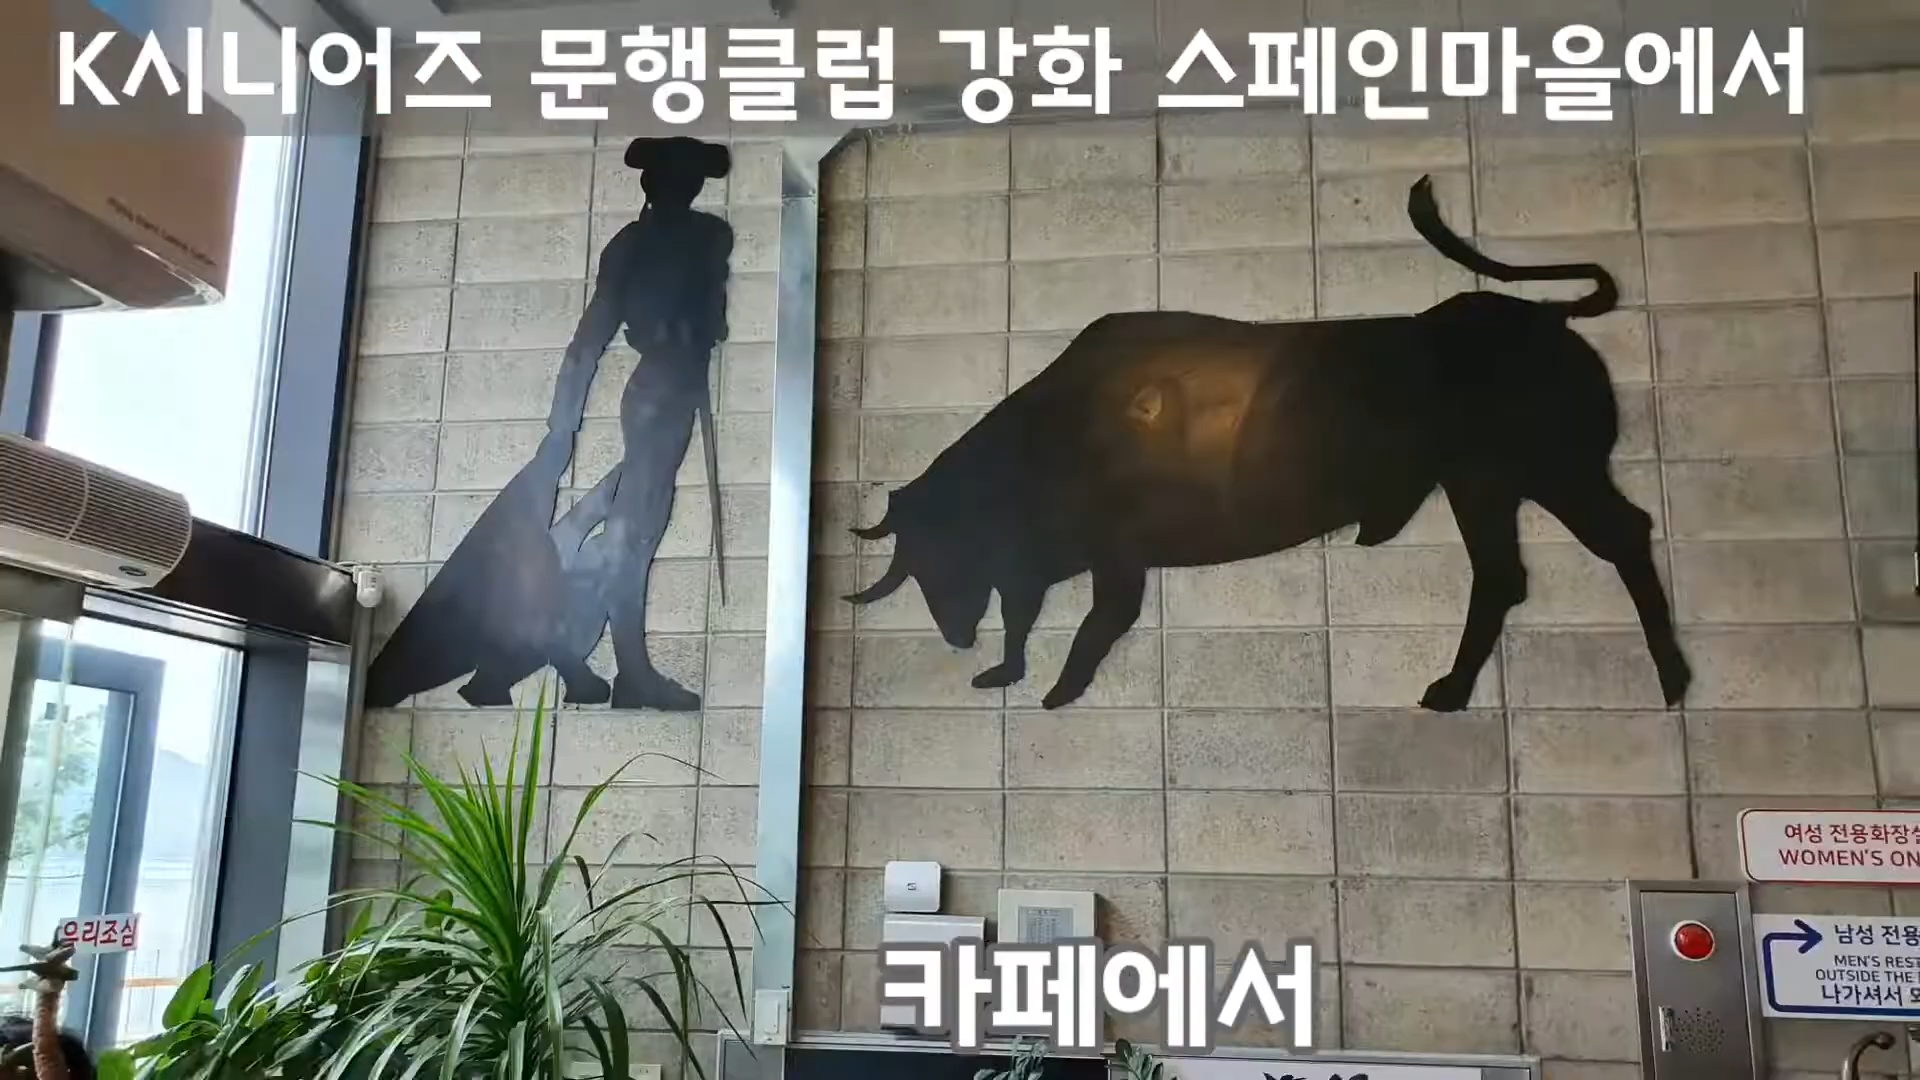 K시니어즈 문행클럽 강화 스페인마을에서
여성 전용화장실
WOMEN'S ON
유리조심
남성 전용
MEN'S REST
OUTSIDE THE
나가셔서
카페에서